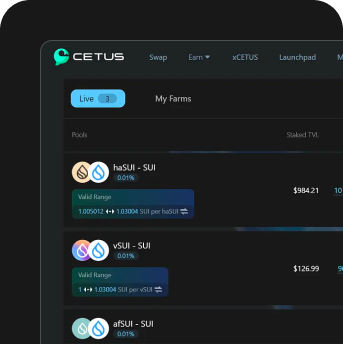 CETUS Swap Earn xCETUS Launchpad M
Live 3 My Farms
Pools Staked TVL
haSUI - SUI
0.01%
Valid Range
1.005012 1.03004 SUI per haSUI
$984.21 10
vSUI - SUI
0.01%
Valid Range
1 1.03004 SUI per vSUI
$126.99
afSUI - SUI
0.01%